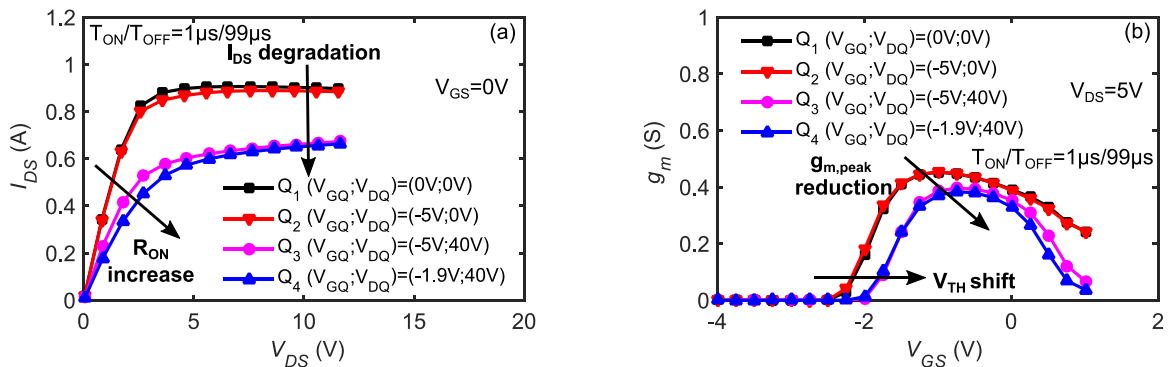 1.2
1
0.8
0.6
0.4
0.2
0
0
5
10
15
20
I_DS (A)
V_DS (V)
T_ON/T_OFF=1µs/99µs
(a)
I_DS degradation
V_GS=0V
Q_1 (V_GQ;V_DQ)=(0V;0V)
Q_2 (V_GQ;V_DQ)=(-5V;0V)
Q_3 (V_GQ;V_DQ)=(-5V;40V)
Q_4 (V_GQ;V_DQ)=(-1.9V;40V)
R_ON
increase
1
0.8
0.6
0.4
0.2
0
-4
-2
0
2
g_m (S)
V_GS (V)
(b)
Q_1 (V_GQ;V_DQ)=(0V;0V)
Q_2 (V_GQ;V_DQ)=(-5V;0V)
Q_3 (V_GQ;V_DQ)=(-5V;40V)
Q_4 (V_GQ;V_DQ)=(-1.9V;40V)
V_DS=5V
T_ON/T_OFF=1µs/99µs
g_m,peak
reduction
V_TH shift